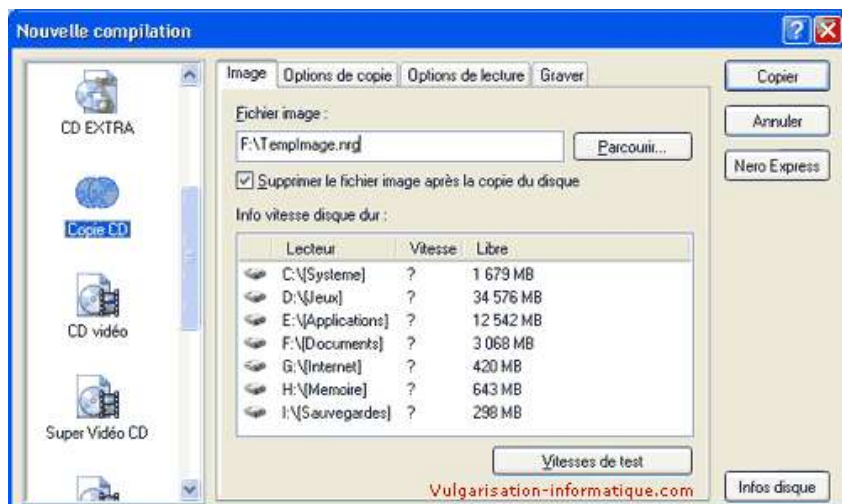 Nouvelle compilation
CD EXTRA
Copie CD
CD vidéo
Super Vidéo CD
Image Options de copie Options de lecture Graver
Fichier image :
F:\TempImage.nrg
Parcourir...
Supprimer le fichier image après la copie du disque
Info vitesse disque dur :
Lecteur Vitesse Libre
C:\[Systeme] ? 1 679 MB
D:\[Jeux] ? 34 576 MB
E:\[Applications] ? 12 542 MB
F:\[Documents] ? 3 068 MB
G:\[Internet] ? 420 MB
H:\[Memoire] ? 643 MB
I:\[Sauvegardes] ? 298 MB
Vitesses de test
Vulgarisation-informatique.com
Copier
Annuler
Nero Express
Infos disque